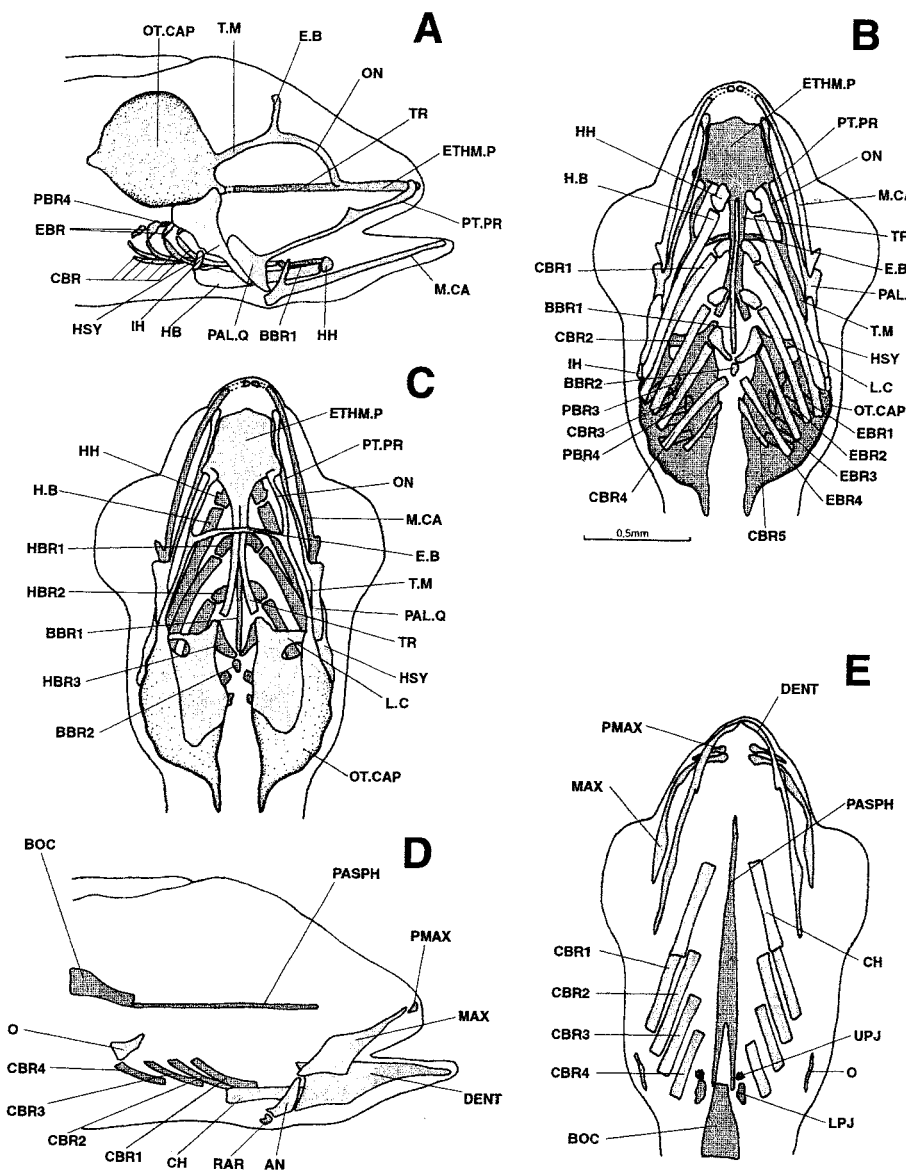 A
OT.CAP
T.M
E.B
ON
TR
ETHM.P
PT.PR
M.CA
PBR4
EBR
CBR
HSY
IH
HB
PAL.Q
BBR1
HH
B
ETHM.P
PT.PR
ON
M.CA
TR
E.B
PAL.
T.M
HSY
L.C
OT.CAP
EBR1
EBR2
EBR3
EBR4
CBR5
HH
H.B
CBR1
BBR1
CBR2
IH
BBR2
PBR3
CBR3
PBR4
CBR4
0,5mm
C
ETHM.P
PT.PR
ON
M.CA
E.B
T.M
PAL.Q
TR
HSY
L.C
OT.CAP
HH
H.B
HBR1
HBR2
BBR1
HBR3
BBR2
D
BOC
PASPH
PMAX
MAX
DENT
O
CBR4
CBR3
CBR2
CBR1
CH
RAR
AN
E
DENT
PMAX
MAX
PASPH
CH
CBR1
CBR2
CBR3
CBR4
UPJ
O
LPJ
BOC